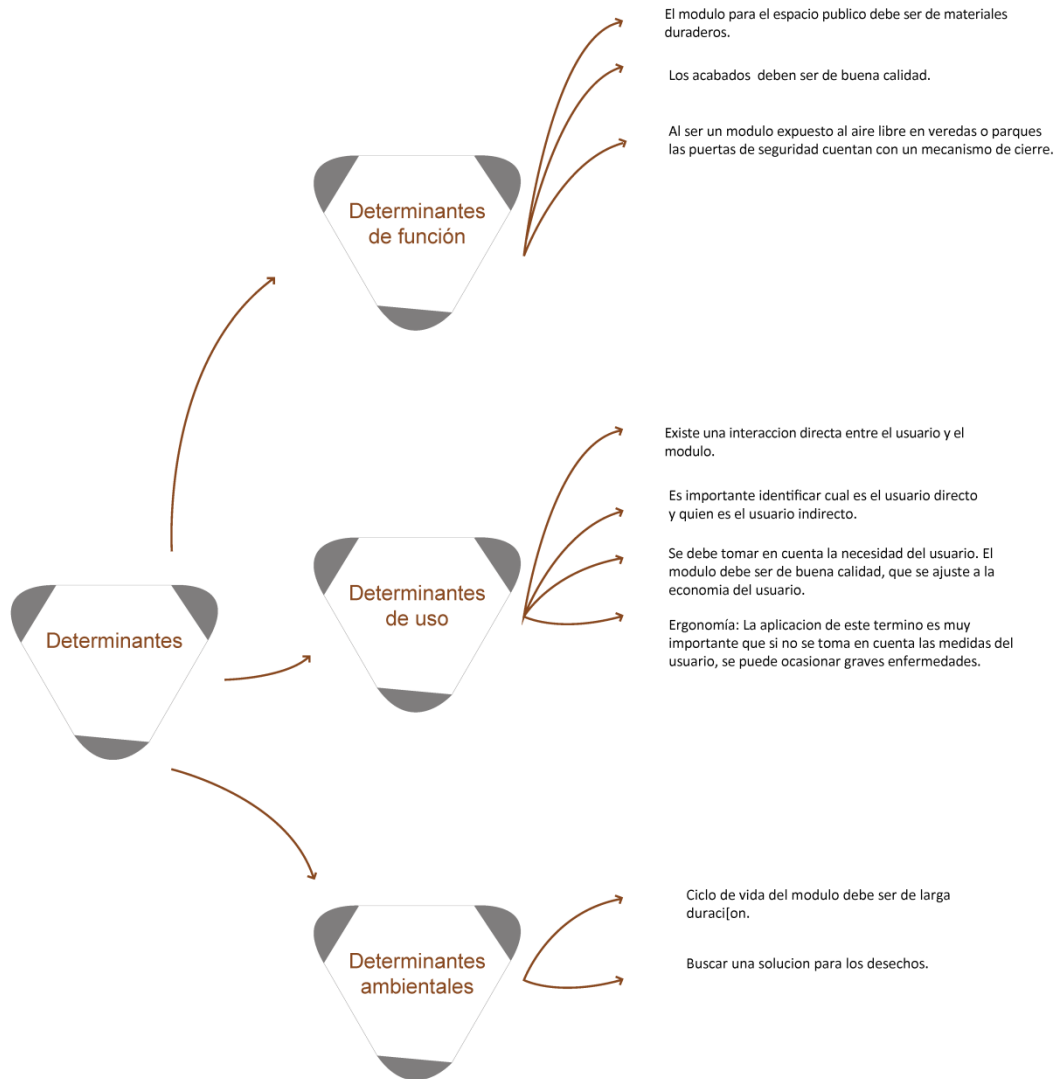 El modulo para el espacio publico debe ser de materiales
duraderos.
Los acabados  deben ser de buena calidad.
Al ser un modulo expuesto al aire libre en veredas o parques
las puertas de seguridad cuentan con un mecanismo de cierre.
Determinantes
de función
Existe una interaccion directa entre el usuario y el
modulo.
Es importante identificar cual es el usuario directo
y quien es el usuario indirecto.
Se debe tomar en cuenta la necesidad del usuario. El
modulo debe ser de buena calidad, que se ajuste a la
economia del usuario.
Ergonomía: La aplicacion de este termino es muy
importante que si no se toma en cuenta las medidas del
usuario, se puede ocasionar graves enfermedades.
Determinantes
de uso
Determinantes
Ciclo de vida del modulo debe ser de larga
duraci[on.
Buscar una solucion para los desechos.
Determinantes
ambientales